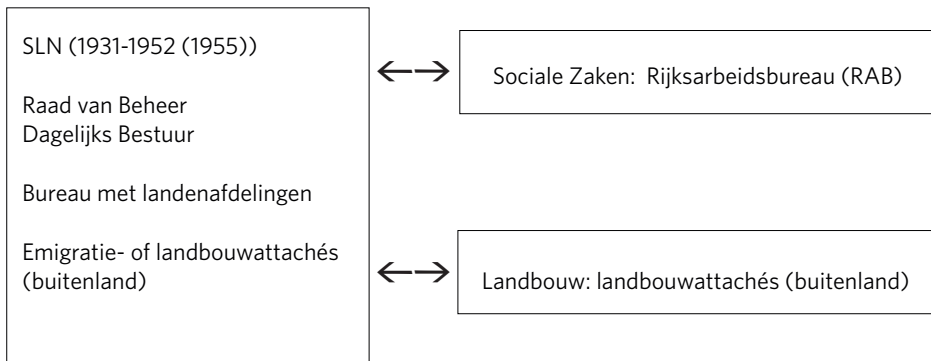 SLN (1931-1952 (1955))
Raad van Beheer
Dagelijks Bestuur
Bureau met landenafdelingen
Emigratie- of landbouwattachés
(buitenland)
Sociale Zaken: Rijksarbeidsbureau (RAB)
Landbouw: landbouwattachés (buitenland)